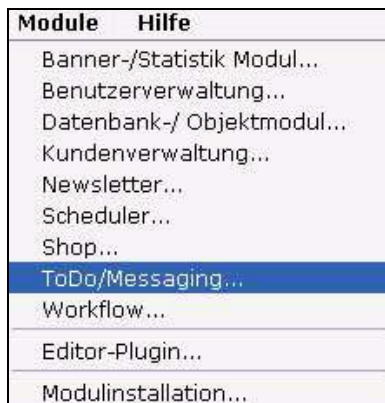 Module Hilfe
Banner-/Statistik Modul...
Benutzerverwaltung...
Datenbank-/ Objektmodul...
Kundenverwaltung...
Newsletter...
Scheduler...
Shop...
ToDo/Messaging...
Workflow...
Editor-Plugin...
Modulinstallation...